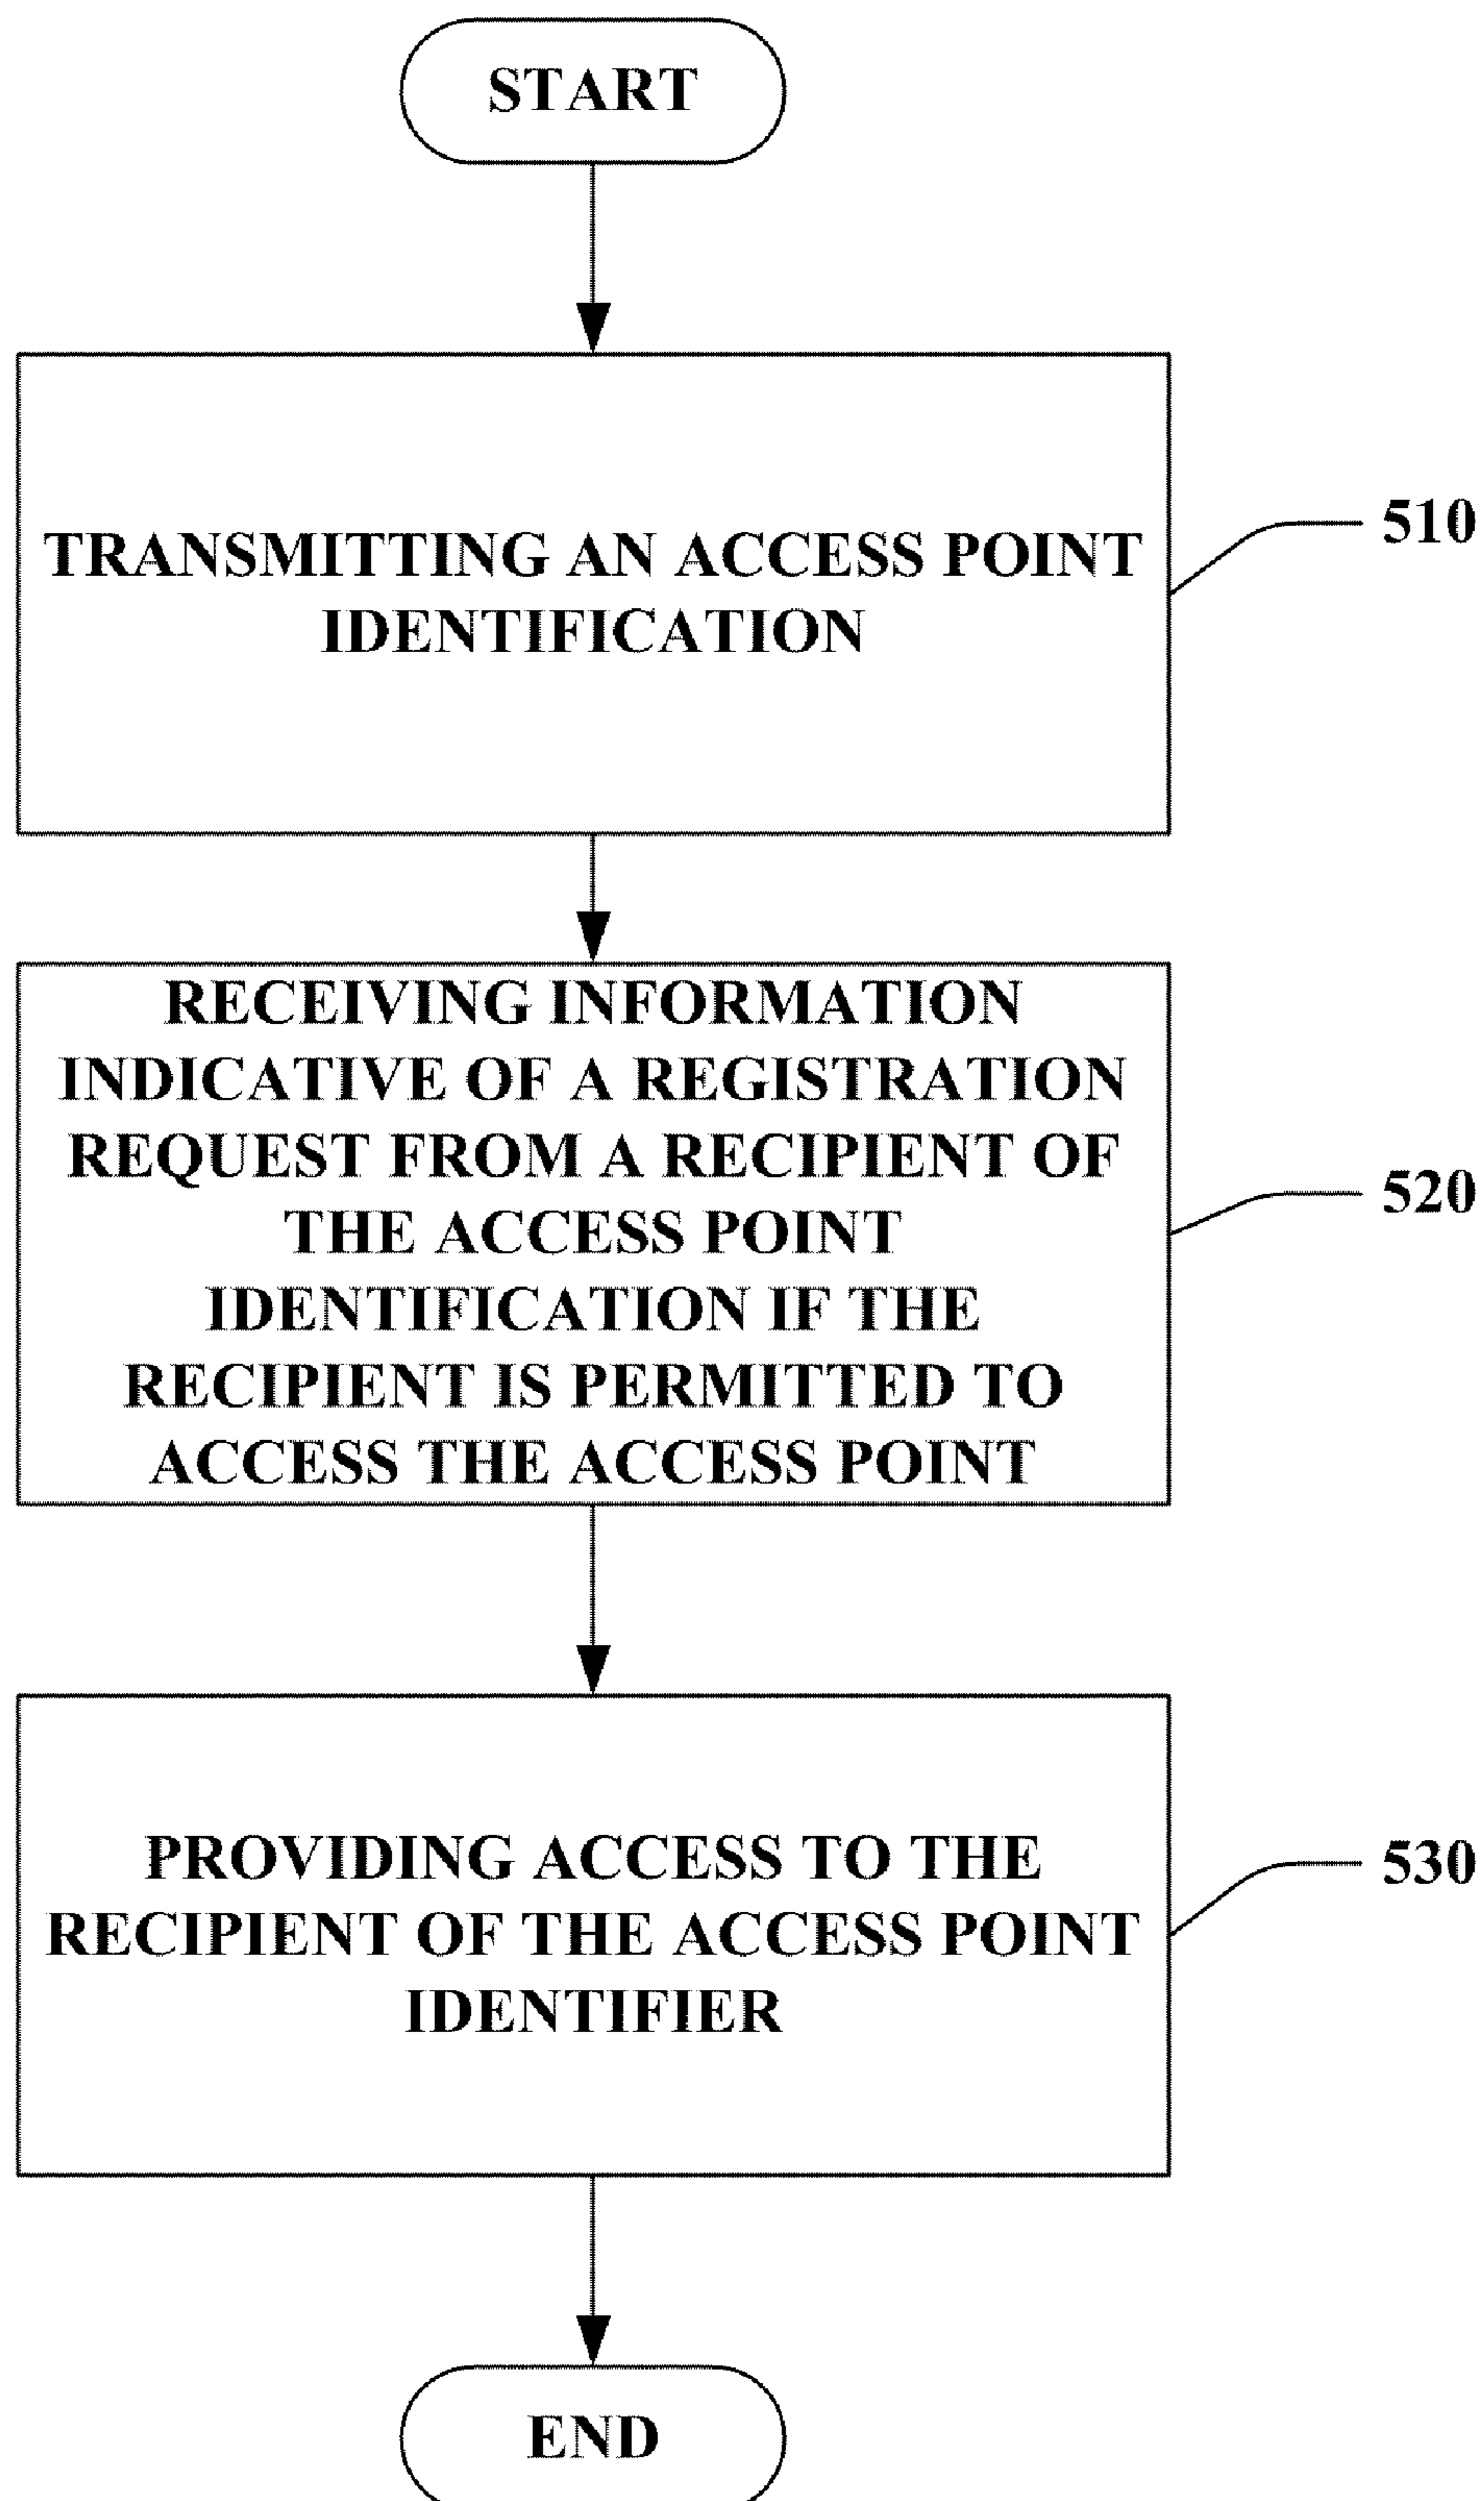 START
TRANSMITTING AN ACCESS POINT
IDENTIFICATION
510
RECEIVING INFORMATION
INDICATIVE OF A REGISTRATION
REQUEST FROM A RECIPIENT OF
THE ACCESS POINT
IDENTIFICATION IF THE
RECIPIENT IS PERMITTED TO
ACCESS THE ACCESS POINT
520
PROVIDING ACCESS TO THE
RECIPIENT OF THE ACCESS POINT
IDENTIFIER
530
END